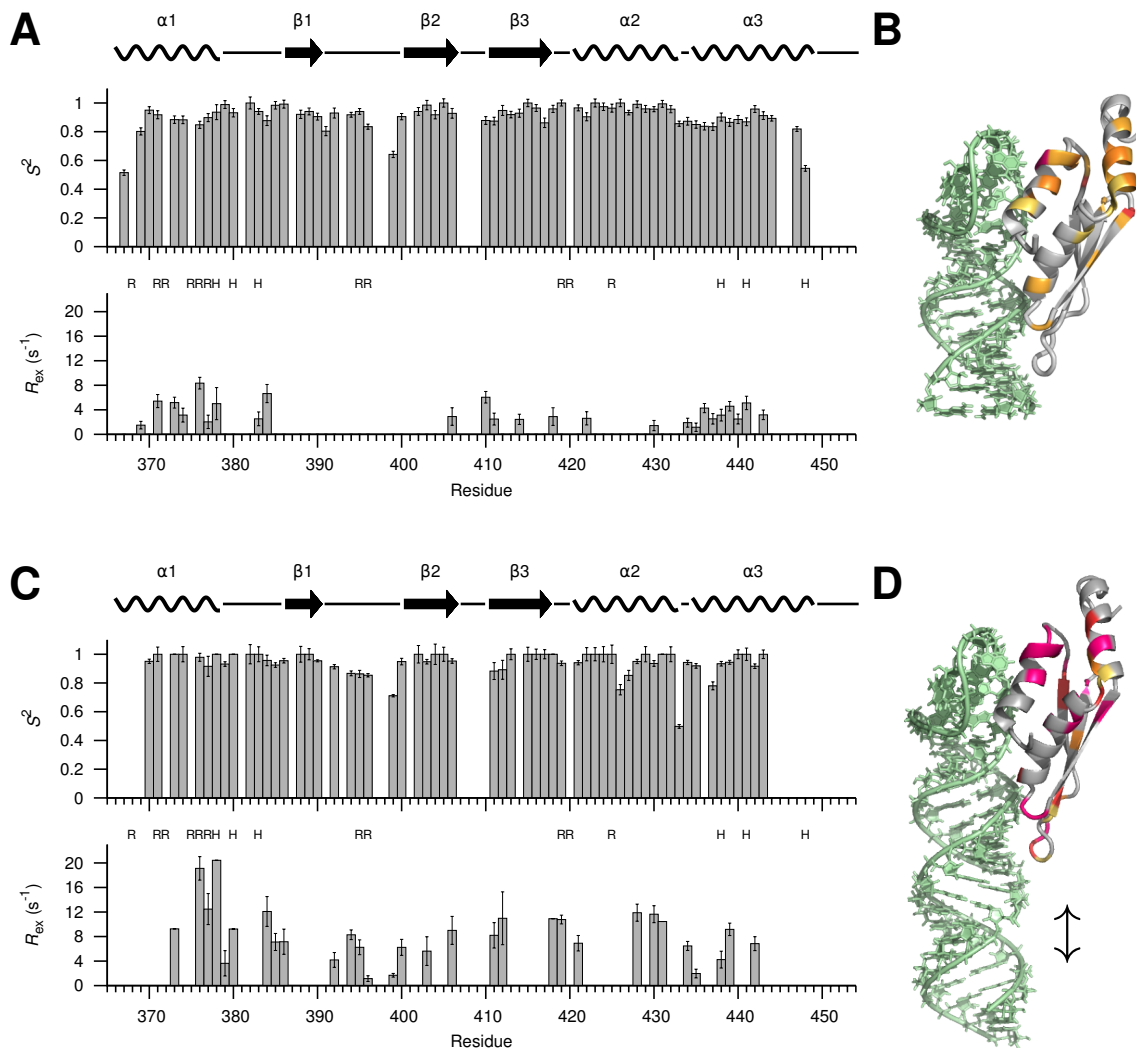 A
α1 β1 β2 β3 α2 α3
B
1
0.8
0.6
0.4
0.2
0
S²
R RR RRRH H H RR RR R H H H
20
16
12
8
4
0
Rex (s-1)
370 380 390 400 410 420 430 440 450
Residue
C
α1 β1 β2 β3 α2 α3
D
1
0.8
0.6
0.4
0.2
0
S²
R RR RRRH H H RR RR R H H H
20
16
12
8
4
0
Rex (s-1)
370 380 390 400 410 420 430 440 450
Residue